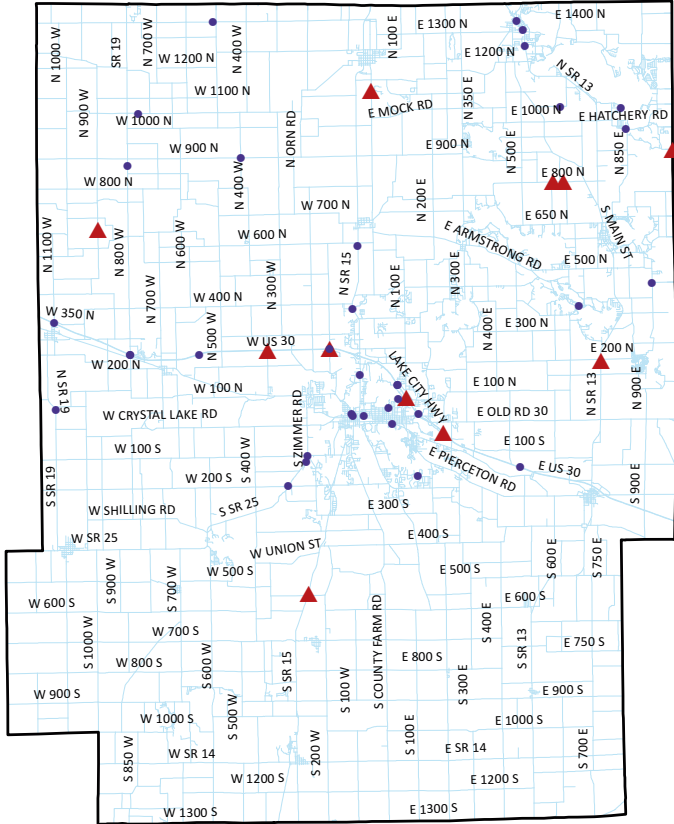 E 1400 N
E 1300 N
N 100 E
N 1000 W
SR 19
N 700 W
N 400 W
W 1200 N
E 1200 N
N SR 13
W 1100 N
N 350 E
E MOCK RD
E 1000 N
E HATCHERY RD
N 900 W
W 1000 N
N ORN RD
W 900 N
E 900 N
N 500 E
N 850 E
W 800 N
N 400 W
E 800 N
N 200 E
W 700 N
E 650 N
S MAIN ST
N 1100 W
N 800 W
N 600 W
W 600 N
E ARMSTRONG RD
E 500 N
N SR 15
N 300 W
N 100 E
N 300 E
N 700 W
W 400 N
W 350 N
N 500 W
N 400 E
E 300 N
W US 30
E 200 N
W 200 N
LAKE CITY HWY
N SR 19
W 100 N
E 100 N
N SR 13
N 900 E
W CRYSTAL LAKE RD
S ZIMMER RD
E OLD RD 30
W 100 S
S 400 W
E 100 S
E PIERCETON RD
E US 30
S SR 19
W 200 S
S 900 E
W SHILLING RD
S SR 25
E 300 S
W SR 25
W UNION ST
E 400 S
S 600 E
S 750 E
S 900 W
S 700 W
W 500 S
E 500 S
W 600 S
E 600 S
S COUNTY FARM RD
S 400 E
W 700 S
S 1000 W
SR 13
E 750 S
W 800 S
S 600 W
S SR 15
E 800 S
S 300 E
W 900 S
S 100 W
E 900 S
W 1000 S
S 500 W
E 1000 S
S 100 E
S 850 W
W SR 14
S 200 W
E SR 14
S 700 E
W 1200 S
E 1200 S
W 1300 S
E 1300 S